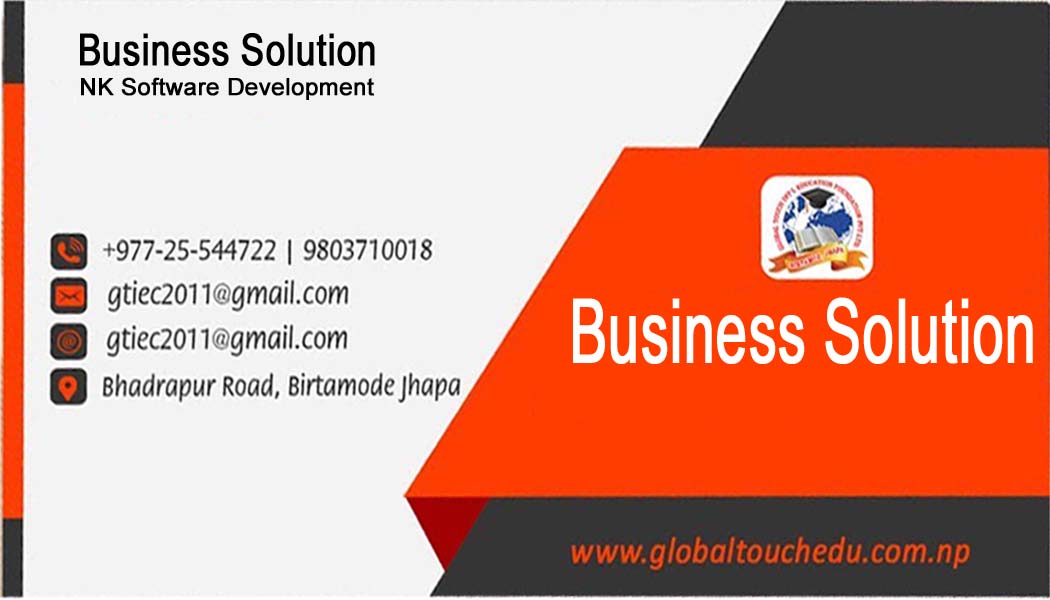 Business Solution
NK Software Development
+977-25-544722 | 9803710018
gtiec2011@gmail.com
gtiec2011@gmail.com
Bhadrapur Road, Birtamode Jhapa
Business Solution
www.globaltouchedu.com.np